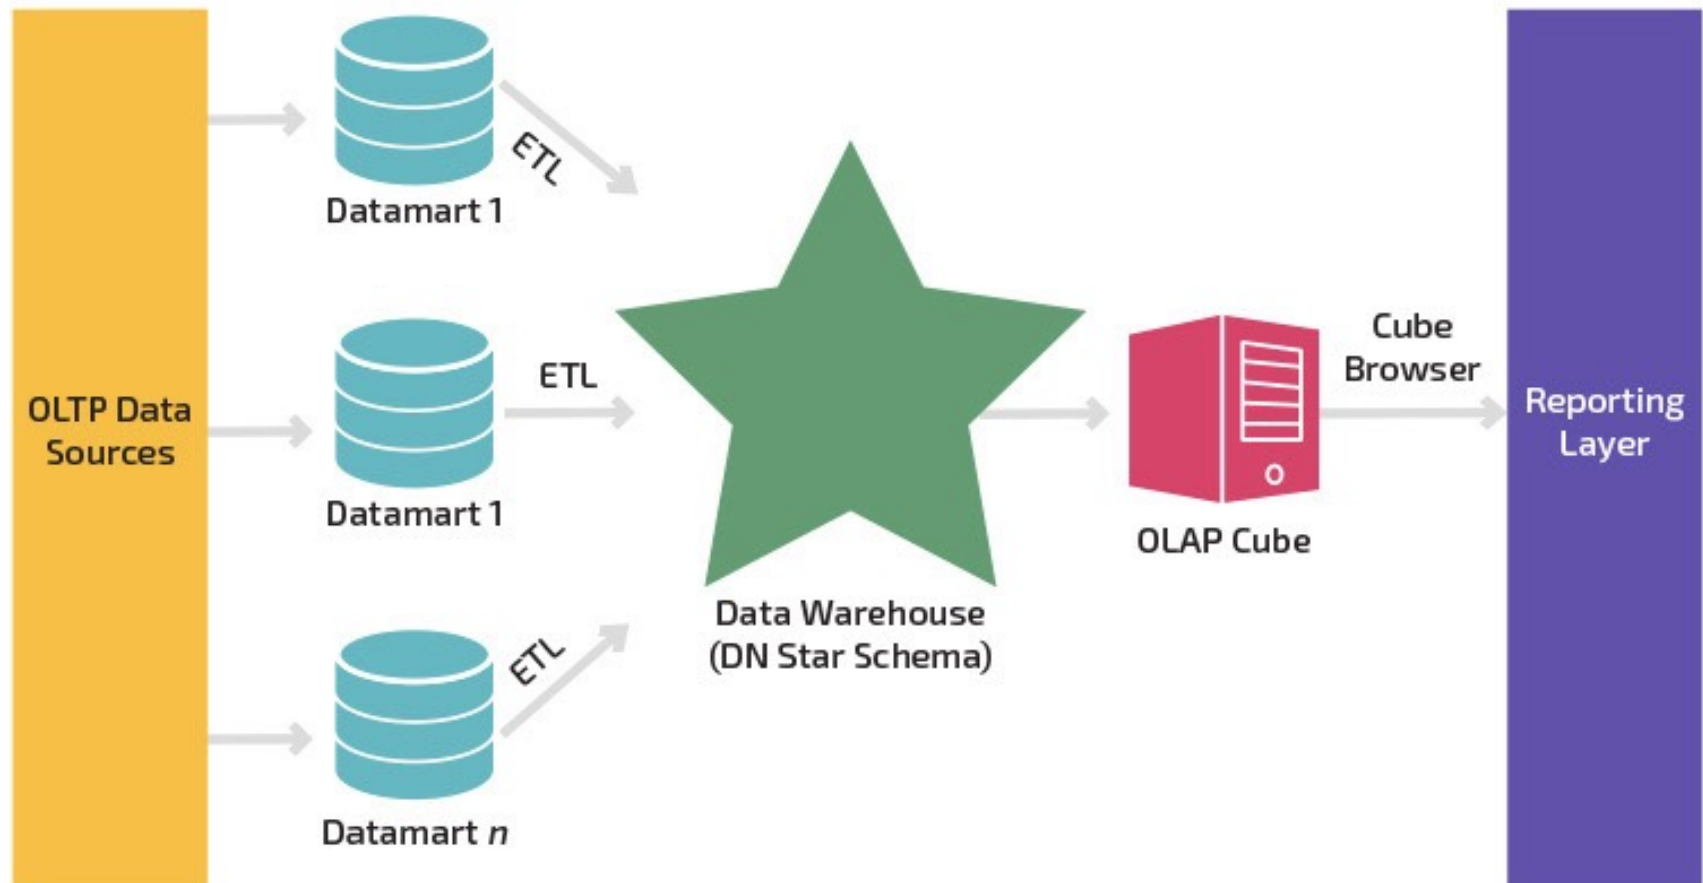 OLTP Data
Sources
Datamart 1
ETL
Datamart 1
ETL
Datamart n
ETL
Data Warehouse
(DN Star Schema)
OLAP Cube
Cube
Browser
Reporting
Layer